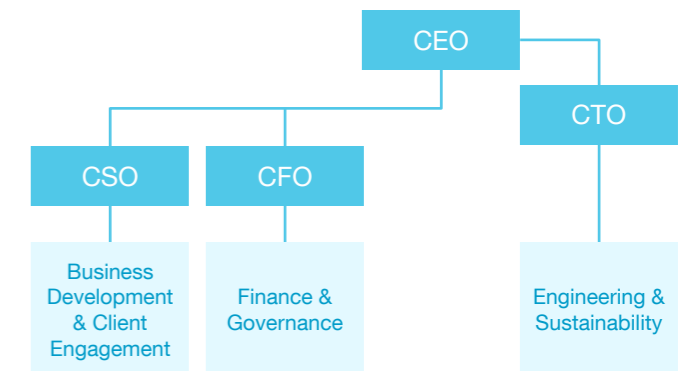 CEO
CTO
CSO
CFO
Business
Development
& Client
Engagement
Finance &
Governance
Engineering &
Sustainability